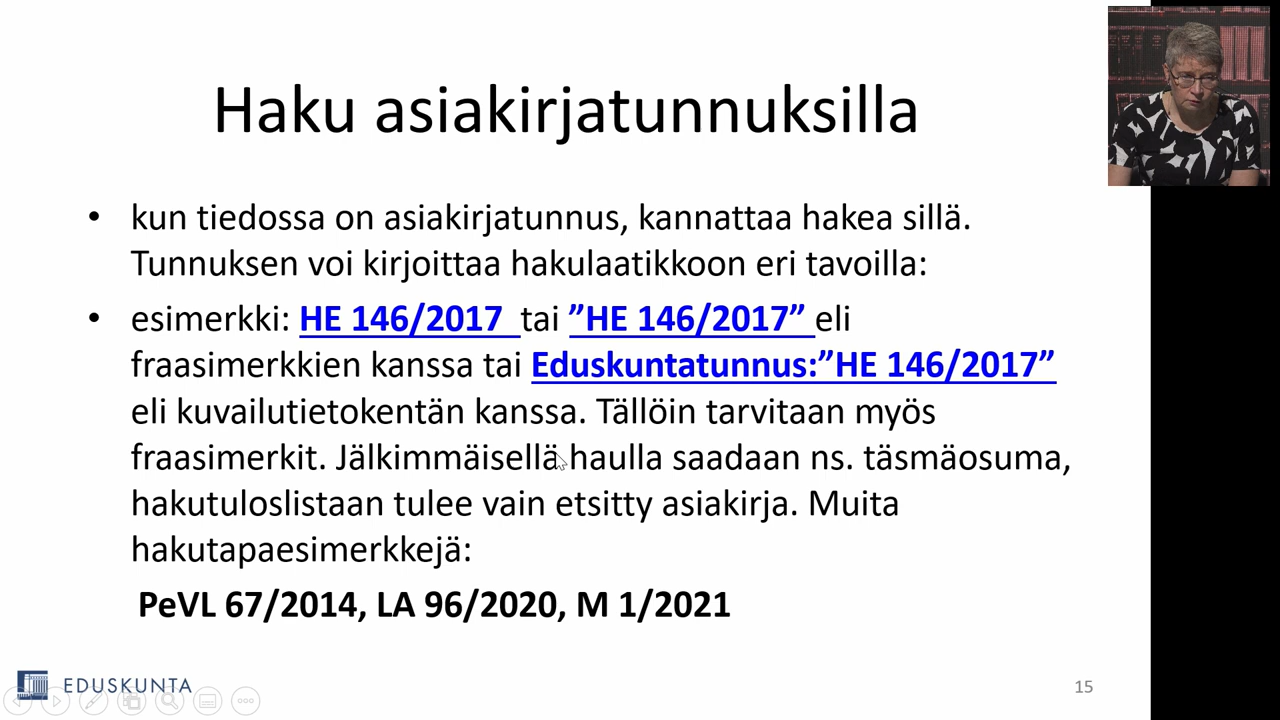 Haku asiakirjatunnuksilla
• kun tiedossa on asiakirjatunnus, kannattaa hakea sillä.
Tunnuksen voi kirjoittaa hakulaatikkoon eri tavoilla:
• esimerkki: HE 146/2017 tai ”HE 146/2017” eli
fraasimerkkien kanssa tai Eduskuntatunnus:”HE 146/2017”
eli kuvailutietokentän kanssa. Tällöin tarvitaan myös
fraasimerkit. Jälkimmäisellä haulla saadaan ns. täsmäosuma,
hakutuloslistaan tulee vain etsitty asiakirja. Muita
hakutapaesimerkkejä:
PeVL 67/2014, LA 96/2020, M 1/2021
EDUSKUNTA
15